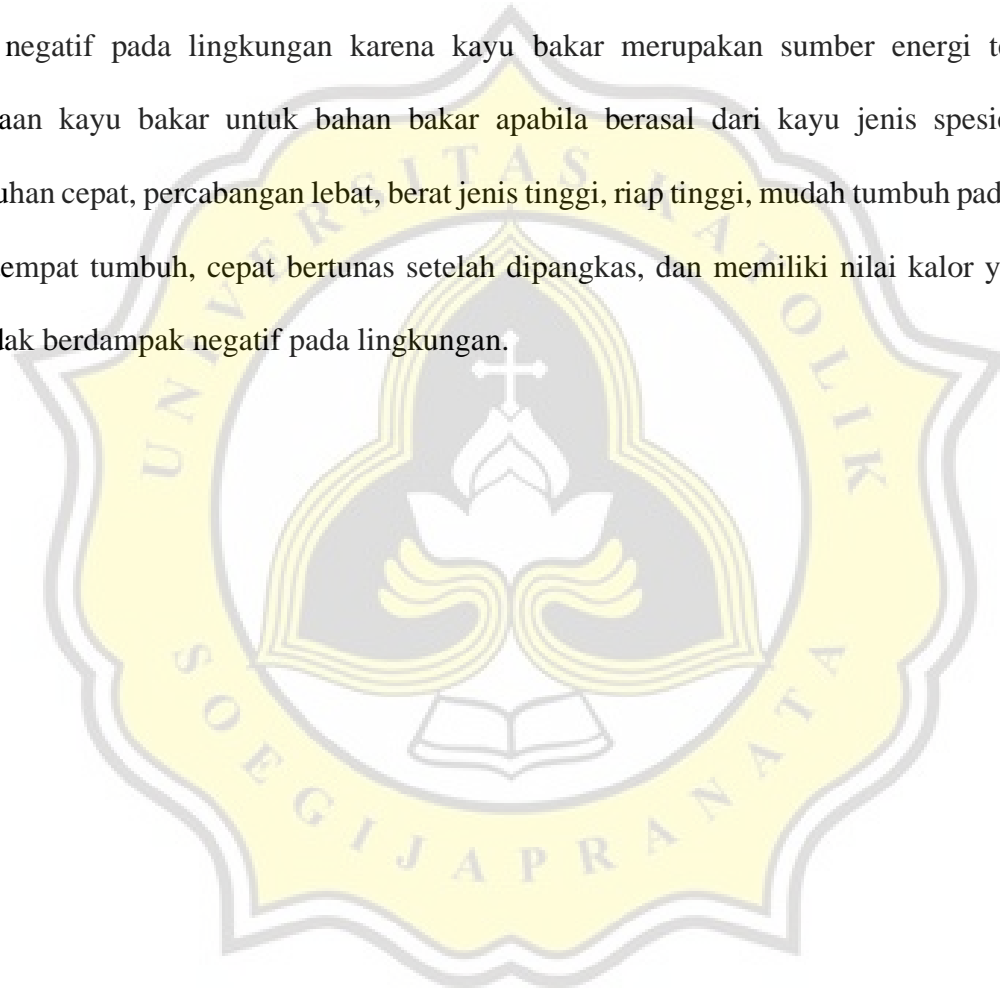 negatif pada lingkungan karena kayu bakar merupakan sumber energi te
aan kayu bakar untuk bahan bakar apabila berasal dari kayu jenis spesi
uhan cepat, percabangan lebat, berat jenis tinggi, riap tinggi, mudah tumbuh pad
empat tumbuh, cepat bertunas setelah dipangkas, dan memiliki nilai kalor y
dak berdampak negatif pada lingkungan.
UNIVERSITAS KATOLIK
SOEGIJAPRANATA